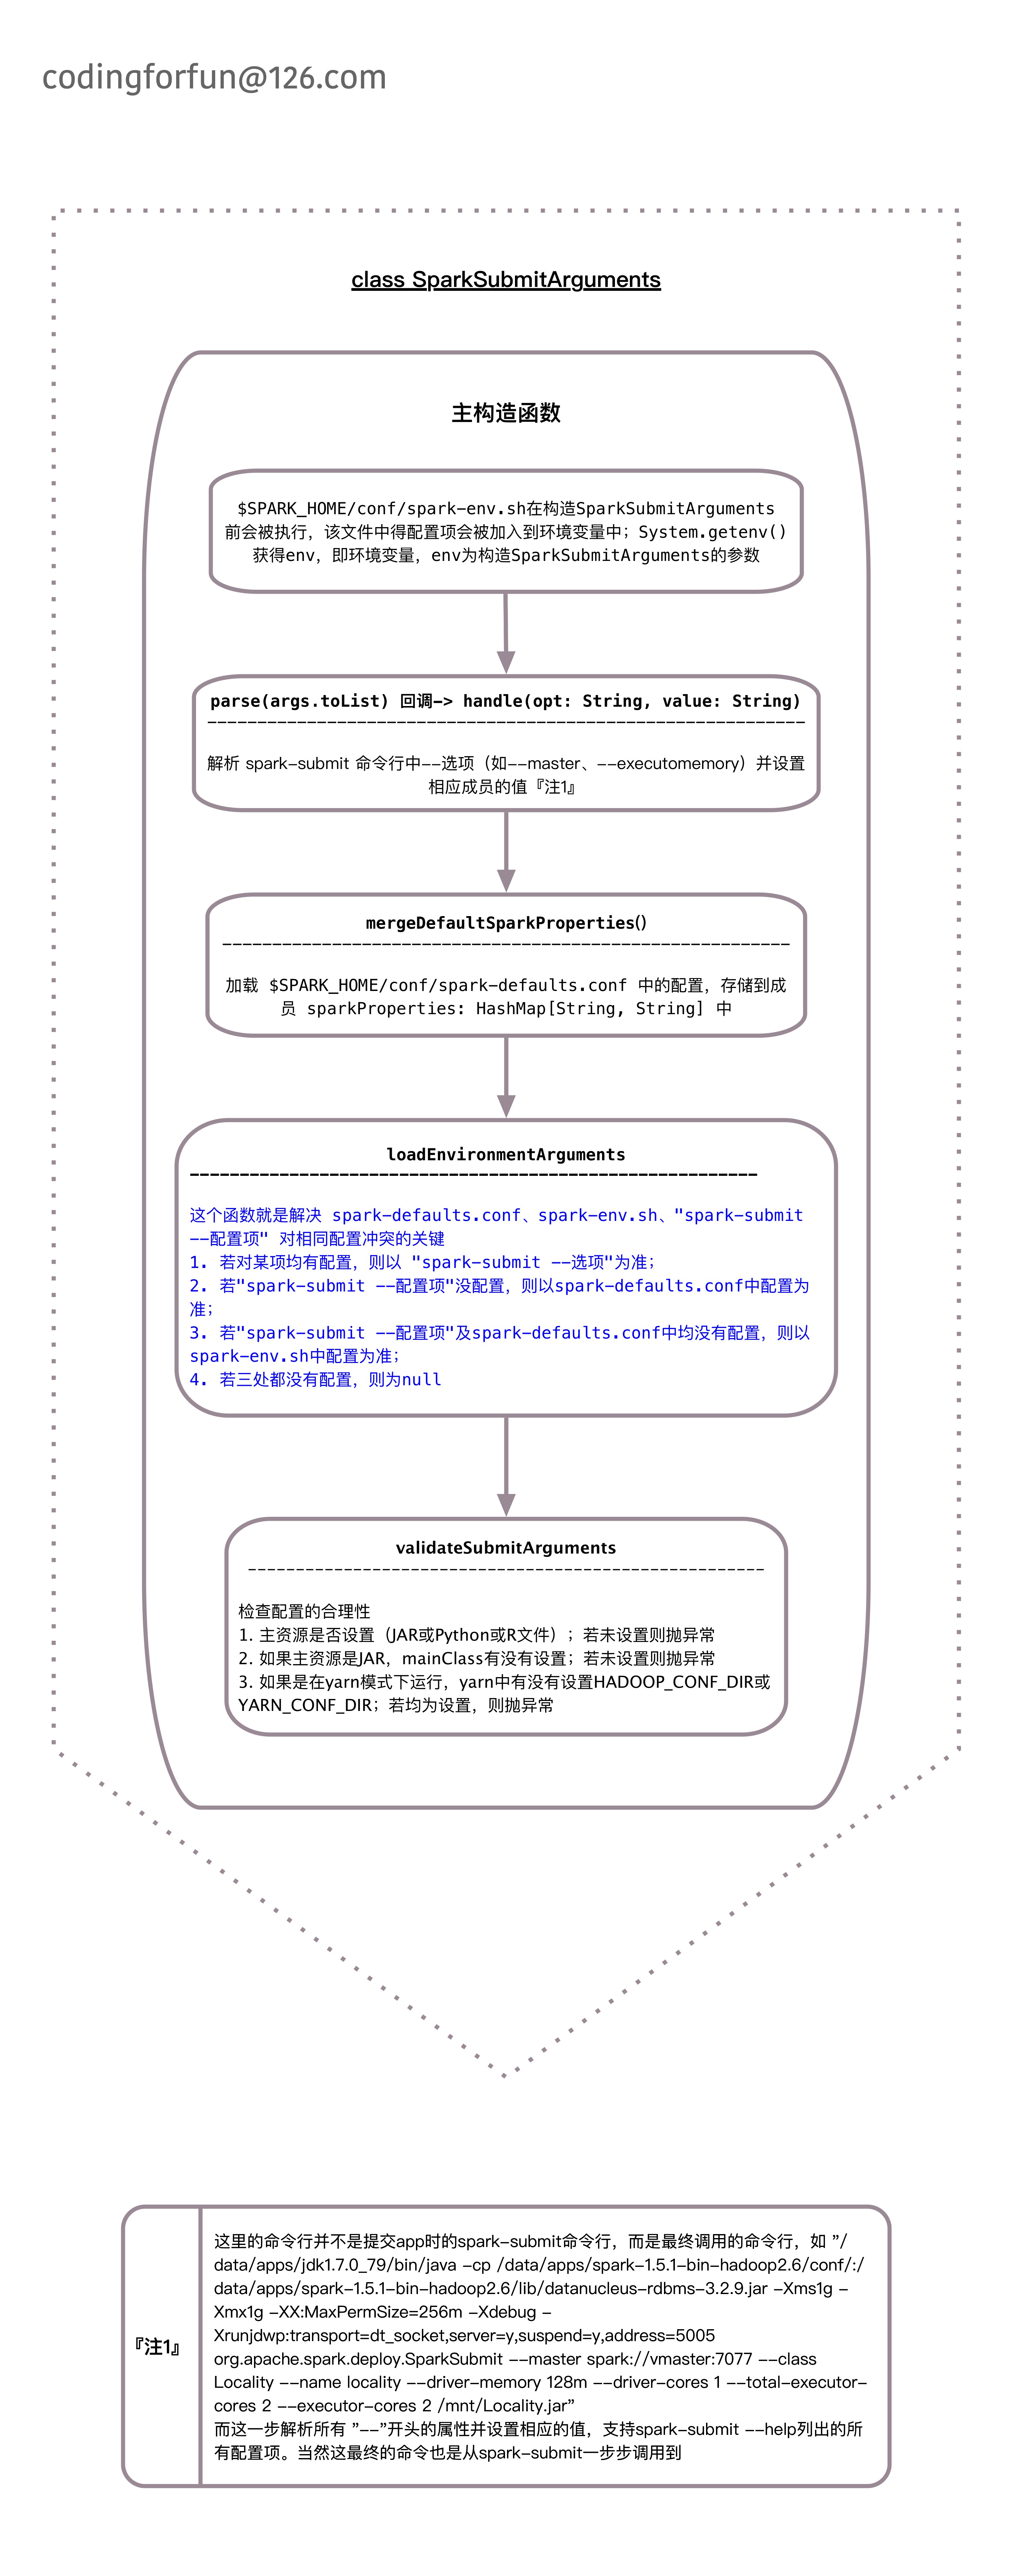 codingforfun@126.com
class SparkSubmitArguments
主构造函数
$SPARK_HOME/conf/spark-env.sh在构造SparkSubmitArguments
前会被执行，该文件中得配置项会被加入到环境变量中；System.getenv()
获得env，即环境变量，env为构造SparkSubmitArguments的参数
parse(args.toList) 回调-> handle(opt: String, value: String)
------------------------------------------------------------
解析 spark-submit 命令行中--选项（如--master、--executomemory）并设置
相应成员的值『注1』
mergeDefaultSparkProperties()
---------------------------------------------------------
加载 $SPARK_HOME/conf/spark-defaults.conf 中的配置，存储到成
员 sparkProperties: HashMap[String, String] 中
loadEnvironmentArguments
---------------------------------------------------------
这个函数就是解决 spark-defaults.conf、spark-env.sh、"spark-submit
--配置项" 对相同配置冲突的关键
1. 若对某项均有配置，则以 "spark-submit --选项"为准；
2. 若"spark-submit --配置项"没配置，则以spark-defaults.conf中配置为
准；
3. 若"spark-submit --配置项"及spark-defaults.conf中均没有配置，则以
spark-env.sh中配置为准；
4. 若三处都没有配置，则为null
validateSubmitArguments
------------------------------------------------------
检查配置的合理性
1. 主资源是否设置（JAR或Python或R文件）；若未设置则抛异常
2. 如果主资源是JAR，mainClass有没有设置；若未设置则抛异常
3. 如果是在yarn模式下运行，yarn中有没有设置HADOOP_CONF_DIR或
YARN_CONF_DIR；若均为设置，则抛异常
『注1』
这里的命令行并不是提交app时的spark-submit命令行，而是最终调用的命令行，如 ”/
data/apps/jdk1.7.0_79/bin/java -cp /data/apps/spark-1.5.1-bin-hadoop2.6/conf/:/
data/apps/spark-1.5.1-bin-hadoop2.6/lib/datanucleus-rdbms-3.2.9.jar -Xms1g -
Xmx1g -XX:MaxPermSize=256m -Xdebug -
Xrunjdwp:transport=dt_socket,server=y,suspend=y,address=5005
org.apache.spark.deploy.SparkSubmit --master spark://vmaster:7077 --class
Locality --name locality --driver-memory 128m --driver-cores 1 --total-executor-
cores 2 --executor-cores 2 /mnt/Locality.jar”
而这一步解析所有 ”--”开头的属性并设置相应的值，支持spark-submit --help列出的所
有配置项。当然这最终的命令也是从spark-submit一步步调用到